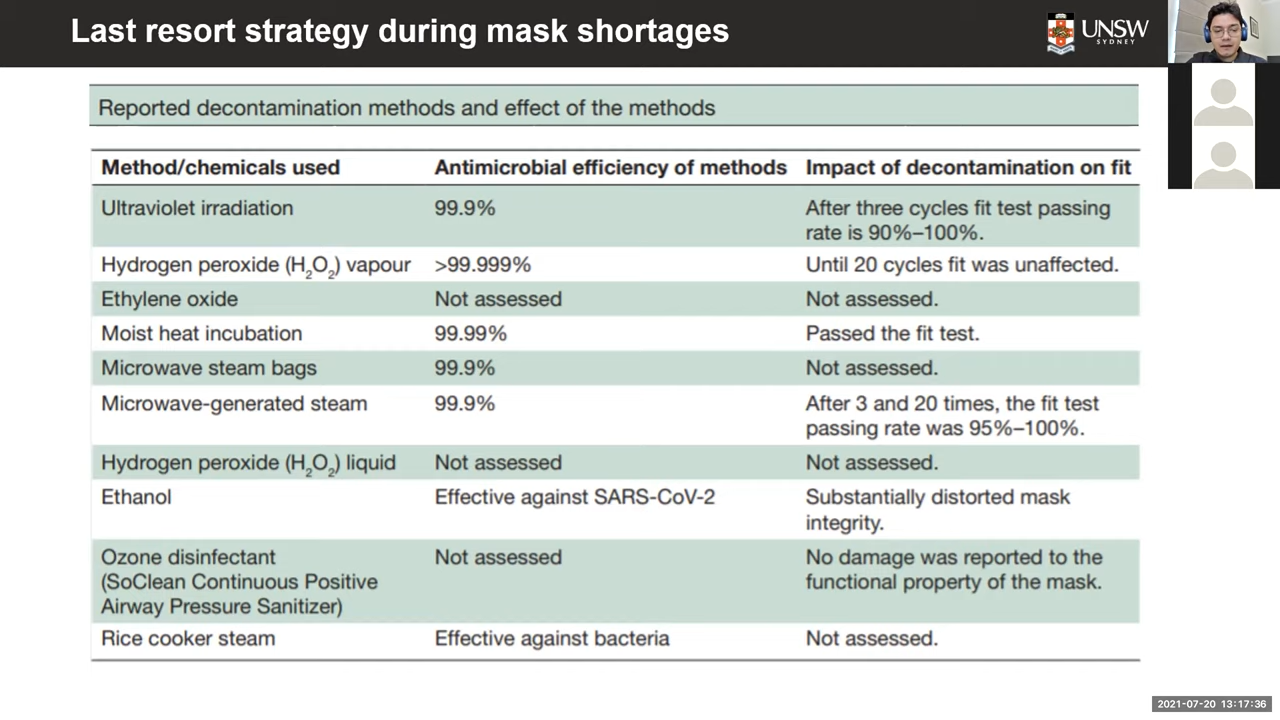 Last resort strategy during mask shortages
UNSW
SYDNEY
Reported decontamination methods and effect of the methods
Method/chemicals used Antimicrobial efficiency of methods Impact of decontamination on fit
Ultraviolet irradiation 99.9% After three cycles fit test passing
rate is 90%–100%.
Hydrogen peroxide (H₂O₂) vapour >99.999% Until 20 cycles fit was unaffected.
Ethylene oxide Not assessed Not assessed.
Moist heat incubation 99.99% Passed the fit test.
Microwave steam bags 99.9% Not assessed.
Microwave-generated steam 99.9% After 3 and 20 times, the fit test
passing rate was 95%–100%.
Hydrogen peroxide (H₂O₂) liquid Not assessed Not assessed.
Ethanol Effective against SARS-CoV-2 Substantially distorted mask
integrity.
Ozone disinfectant Not assessed No damage was reported to the
(SoClean Continuous Positive functional property of the mask.
Airway Pressure Sanitizer)
Rice cooker steam Effective against bacteria Not assessed.
2021-07-20 13:17:36